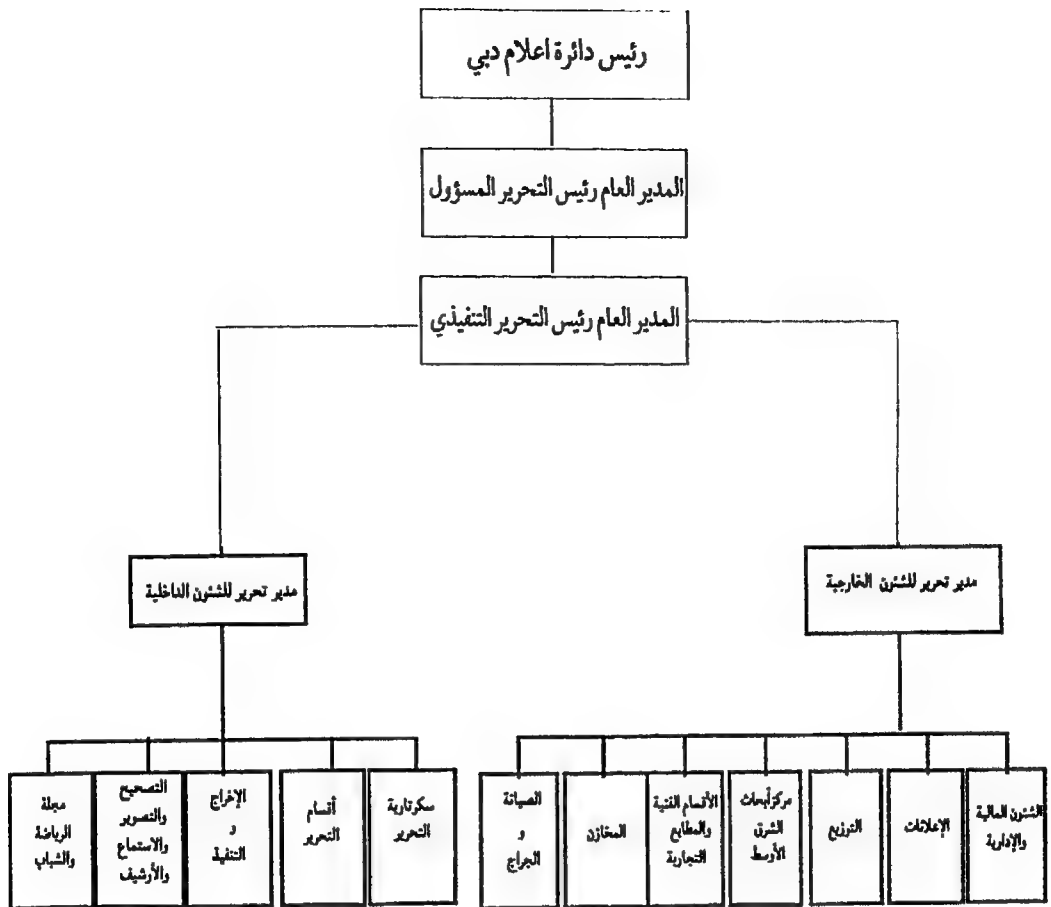 رئيس دائرة اعلام دبي
المدير العام رئيس التحرير المسؤول
المدير العام رئيس التحرير التنفيذي
مدير تحرير للشئون الخارجية
مدير تحرير للشئون الداخلية
الشئون المالية
والإدارية
الإعلانات
التوزيع
مركز أبحاث
الشرق
الأوسط
الأقسام الفنية
والمطابع
التجارية
المخازن
الصيانة
و
الجراج
سكرتارية
التحرير
أقسام
التحرير
الإخراج
و
التنفيذ
التصحيح
والتصوير
والاستماع
والأرشيف
مجلة
الرياضة
والشباب